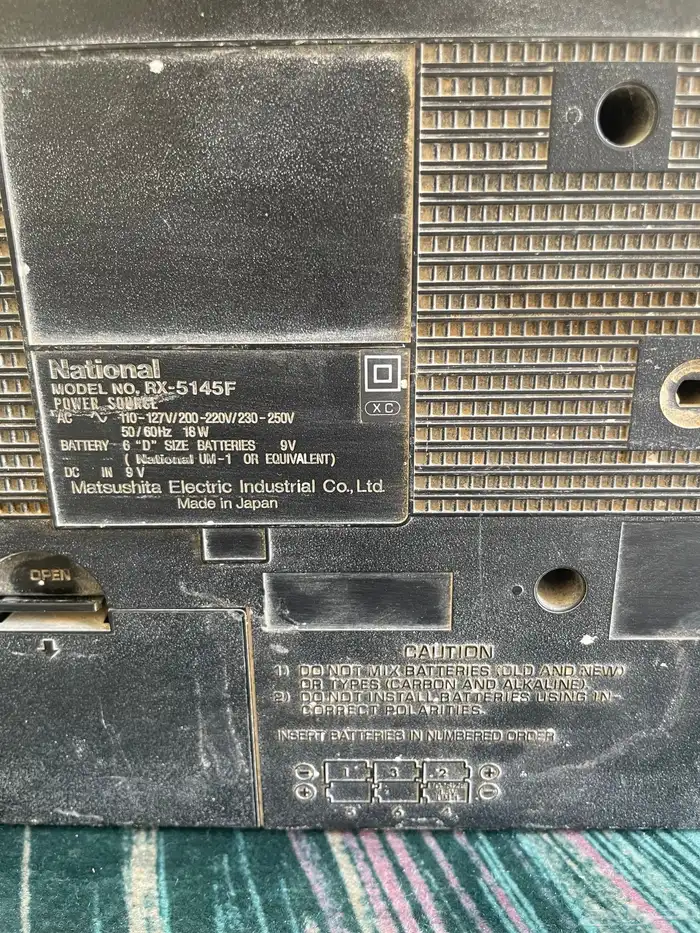 National
MODEL NO. RX-5145F
POWER SOURCE
AC ∿ 110-127V/200-220V/230-250V
50/60Hz 16W
BATTERY 6 "D" SIZE BATTERIES 9V
( National UM-1 OR EQUIVALENT)
DC IN 9V
Matsushita Electric Industrial Co., Ltd.
Made in Japan
XC
OPEN
CAUTION
1) DO NOT MIX BATTERIES (OLD AND NEW)
OR TYPES (CARBON AND ALKALINE).
2) DO NOT INSTALL BATTERIES USING IN-
CORRECT POLARITIES.
INSERT BATTERIES IN NUMBERED ORDER
⊖ 1 3 2 ⊕
⊕ ⊖
5 6 4